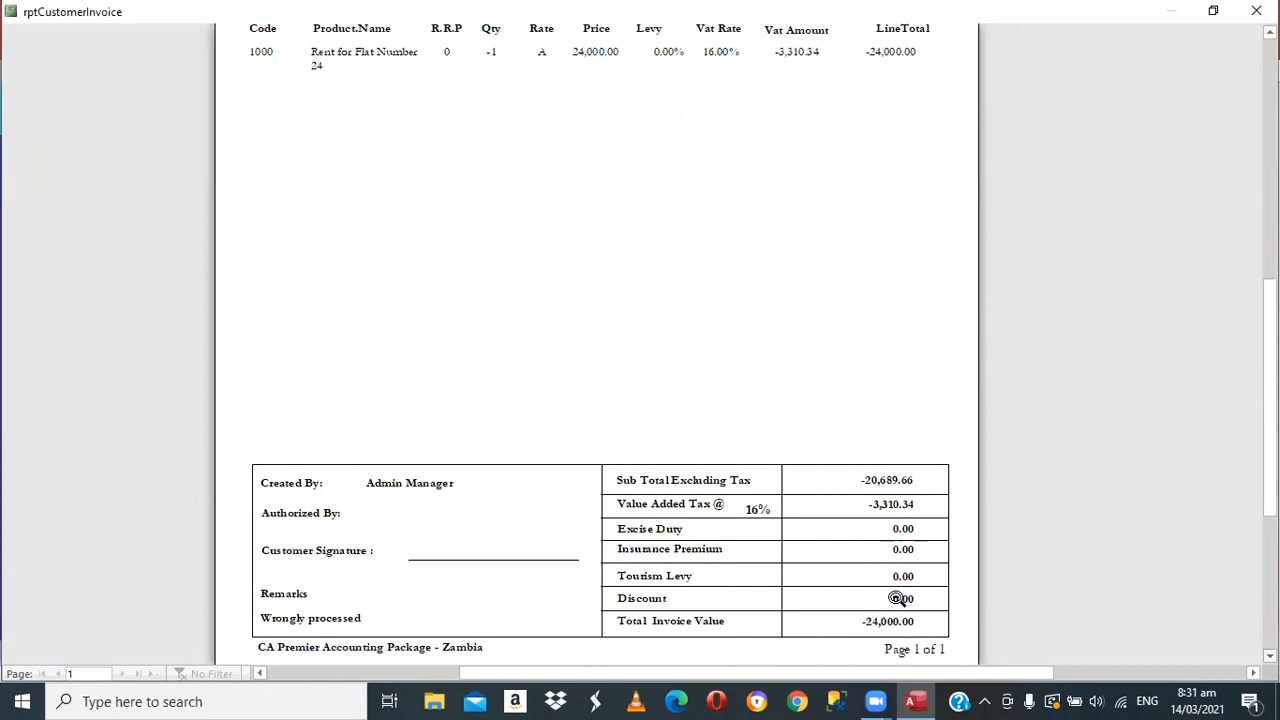 rptCustomerInvoice
Code Product.Name R.R.P Qty Rate Price Levy Vat Rate Vat Amount LineTotal
1000 Rent for Flat Number 0 -1 A 24,000.00 0.00% 16.00% -3,310.34 -24,000.00
24
Created By: Admin Manager
Authorized By:
Customer Signature :
Remarks
Wrongly processed
Sub Total Excluding Tax -20,689.66
Value Added Tax @ 16% -3,310.34
Excise Duty 0.00
Insurance Premium 0.00
Tourism Levy 0.00
Discount
Total Invoice Value -24,000.00
CA Premier Accounting Package - Zambia Page 1 of 1
Page: 1 No Filter
Type here to search
ENG 8:31 am
14/03/2021